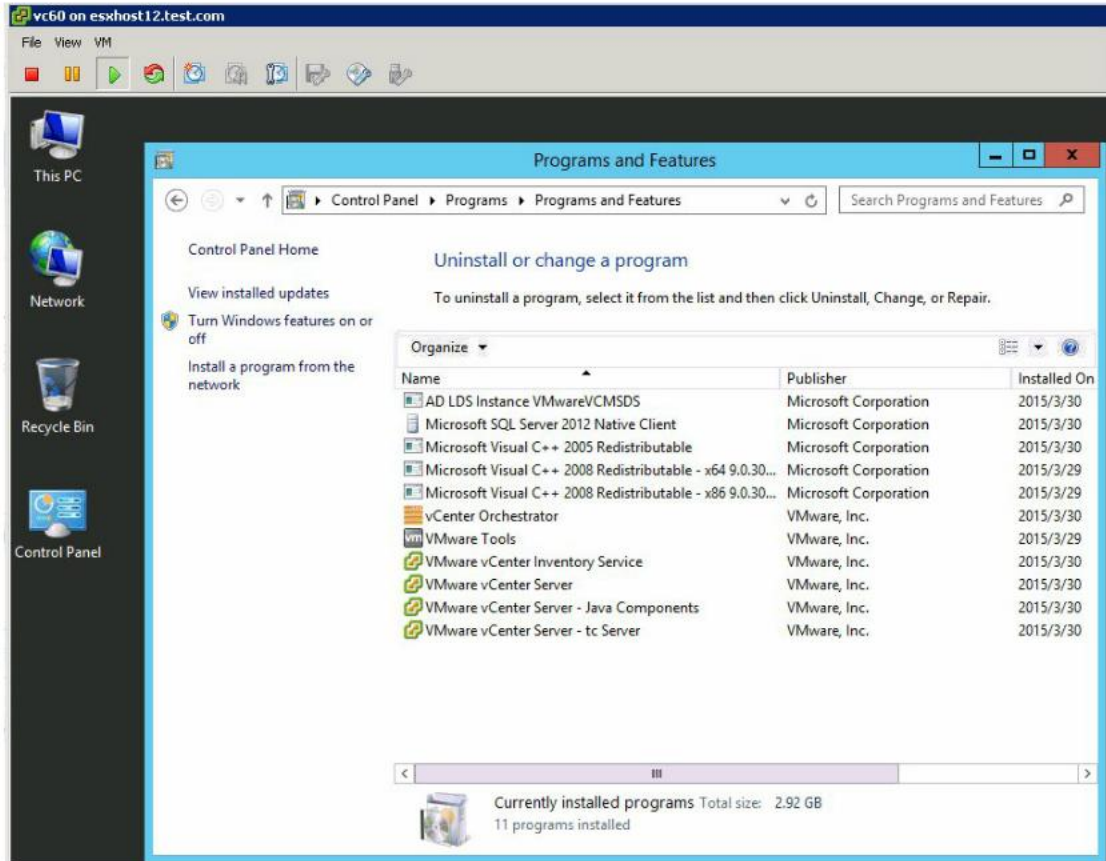 vc60 on esxhost12.test.com
File View VM
This PC
Network
Recycle Bin
Control Panel
Programs and Features
Control Panel Programs Programs and Features
Search Programs and Features
Control Panel Home
View installed updates
Turn Windows features on or
off
Install a program from the
network
Uninstall or change a program
To uninstall a program, select it from the list and then click Uninstall, Change, or Repair.
Organize
Name Publisher Installed On
AD LDS Instance VMwareVCMSDS Microsoft Corporation 2015/3/30
Microsoft SQL Server 2012 Native Client Microsoft Corporation 2015/3/30
Microsoft Visual C++ 2005 Redistributable Microsoft Corporation 2015/3/30
Microsoft Visual C++ 2008 Redistributable - x64 9.0.30... Microsoft Corporation 2015/3/29
Microsoft Visual C++ 2008 Redistributable - x86 9.0.30... Microsoft Corporation 2015/3/29
vCenter Orchestrator VMware, Inc. 2015/3/30
vm VMware Tools VMware, Inc. 2015/3/29
VMware vCenter Inventory Service VMware, Inc. 2015/3/30
VMware vCenter Server VMware, Inc. 2015/3/30
VMware vCenter Server - Java Components VMware, Inc. 2015/3/30
VMware vCenter Server - tc Server VMware, Inc. 2015/3/30
Currently installed programs Total size: 2.92 GB
11 programs installed